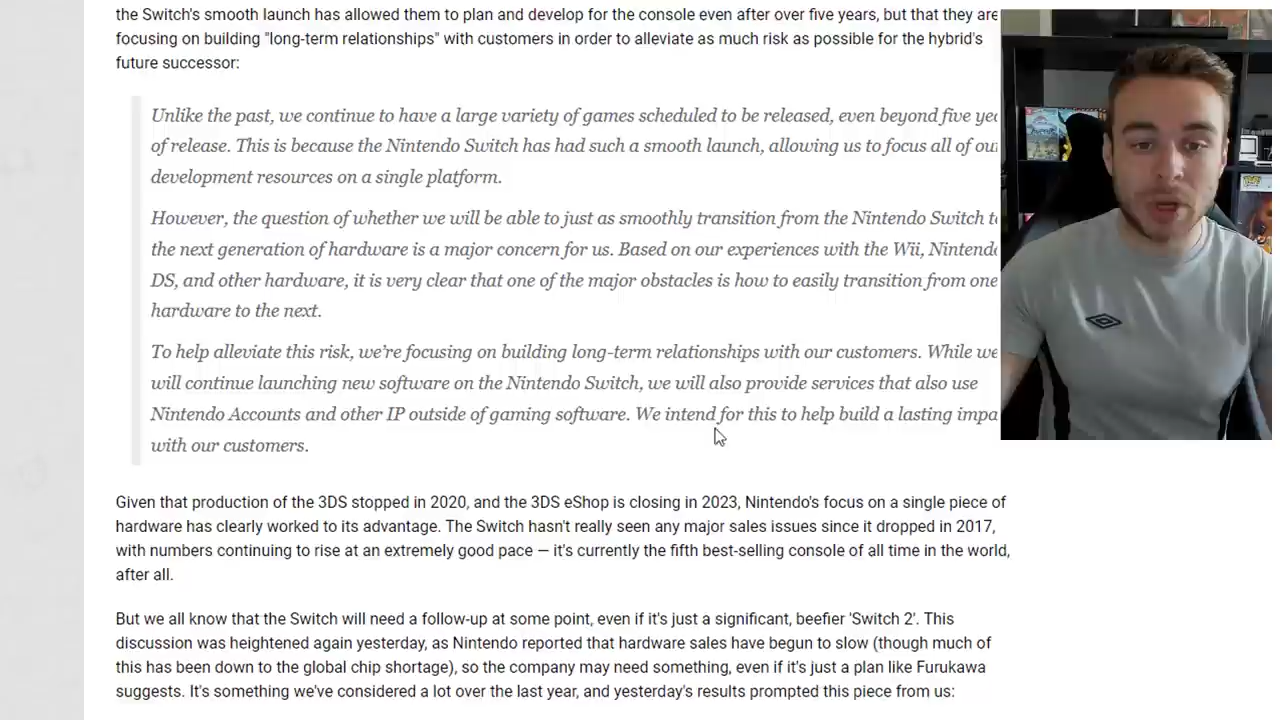 the Switch's smooth launch has allowed them to plan and develop for the console even after over five years, but that they are
focusing on building "long-term relationships" with customers in order to alleviate as much risk as possible for the hybrid's
future successor:
Unlike the past, we continue to have a large variety of games scheduled to be released, even beyond five
of release. This is because the Nintendo Switch has had such a smooth launch, allowing us to focus all of our
development resources on a single platform.
However, the question of whether we will be able to just as smoothly transition from the Nintendo Switch
the next generation of hardware is a major concern for us. Based on our experiences with the Wii, Nintendo
DS, and other hardware, it is very clear that one of the major obstacles is how to easily transition from one
hardware to the next.
To help alleviate this risk, we're focusing on building long-term relationships with our customers. While we
will continue launching new software on the Nintendo Switch, we will also provide services that also use
Nintendo Accounts and other IP outside of gaming software. We intend for this to help build a lasting
with our customers.
Given that production of the 3DS stopped in 2020, and the 3DS eShop is closing in 2023, Nintendo's focus on a single piece of
hardware has clearly worked to its advantage. The Switch hasn't really seen any major sales issues since it dropped in 2017,
with numbers continuing to rise at an extremely good pace — it's currently the fifth best-selling console of all time in the world,
after all.
But we all know that the Switch will need a follow-up at some point, even if it's just a significant, beefier 'Switch 2'. This
discussion was heightened again yesterday, as Nintendo reported that hardware sales have begun to slow (though much of
this has been down to the global chip shortage), so the company may need something, even if it's just a plan like Furukawa
suggests. It's something we've considered a lot over the last year, and yesterday's results prompted this piece from us: